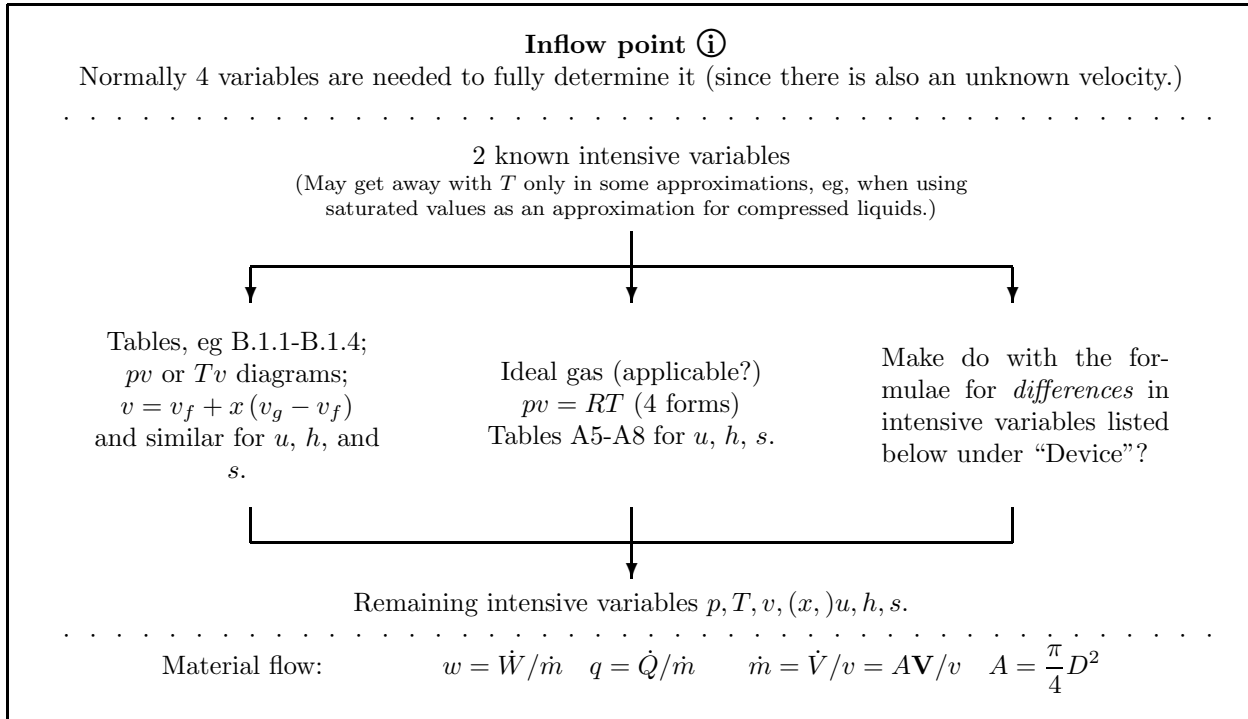 Inflow point ⓘ
Normally 4 variables are needed to fully determine it (since there is also an unknown velocity.)
2 known intensive variables
(May get away with T only in some approximations, eg, when using
saturated values as an approximation for compressed liquids.)
Tables, eg B.1.1-B.1.4;
pv or Tv diagrams;
v = v_f + x (v_g − v_f)
and similar for u, h, and
s.
Ideal gas (applicable?)
pv = RT (4 forms)
Tables A5-A8 for u, h, s.
Make do with the for-
mulae for differences in
intensive variables listed
below under “Device”?
Remaining intensive variables p, T, v, (x, )u, h, s.
Material flow: w = Ẇ/ṁ q = Q̇/ṁ ṁ = V̇/v = AV/v A = π/4 D²